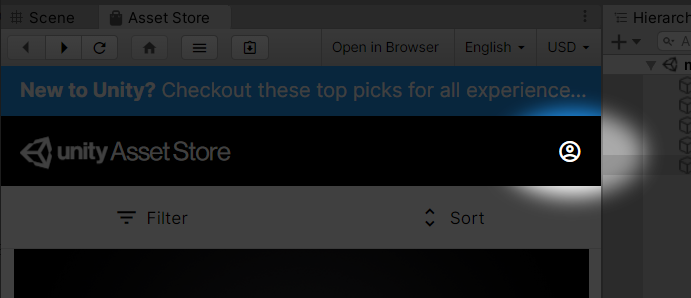 Scene Asset Store Hierarch
Open in Browser English USD
New to Unity? Checkout these top picks for all experience...
unity Asset Store
Filter Sort